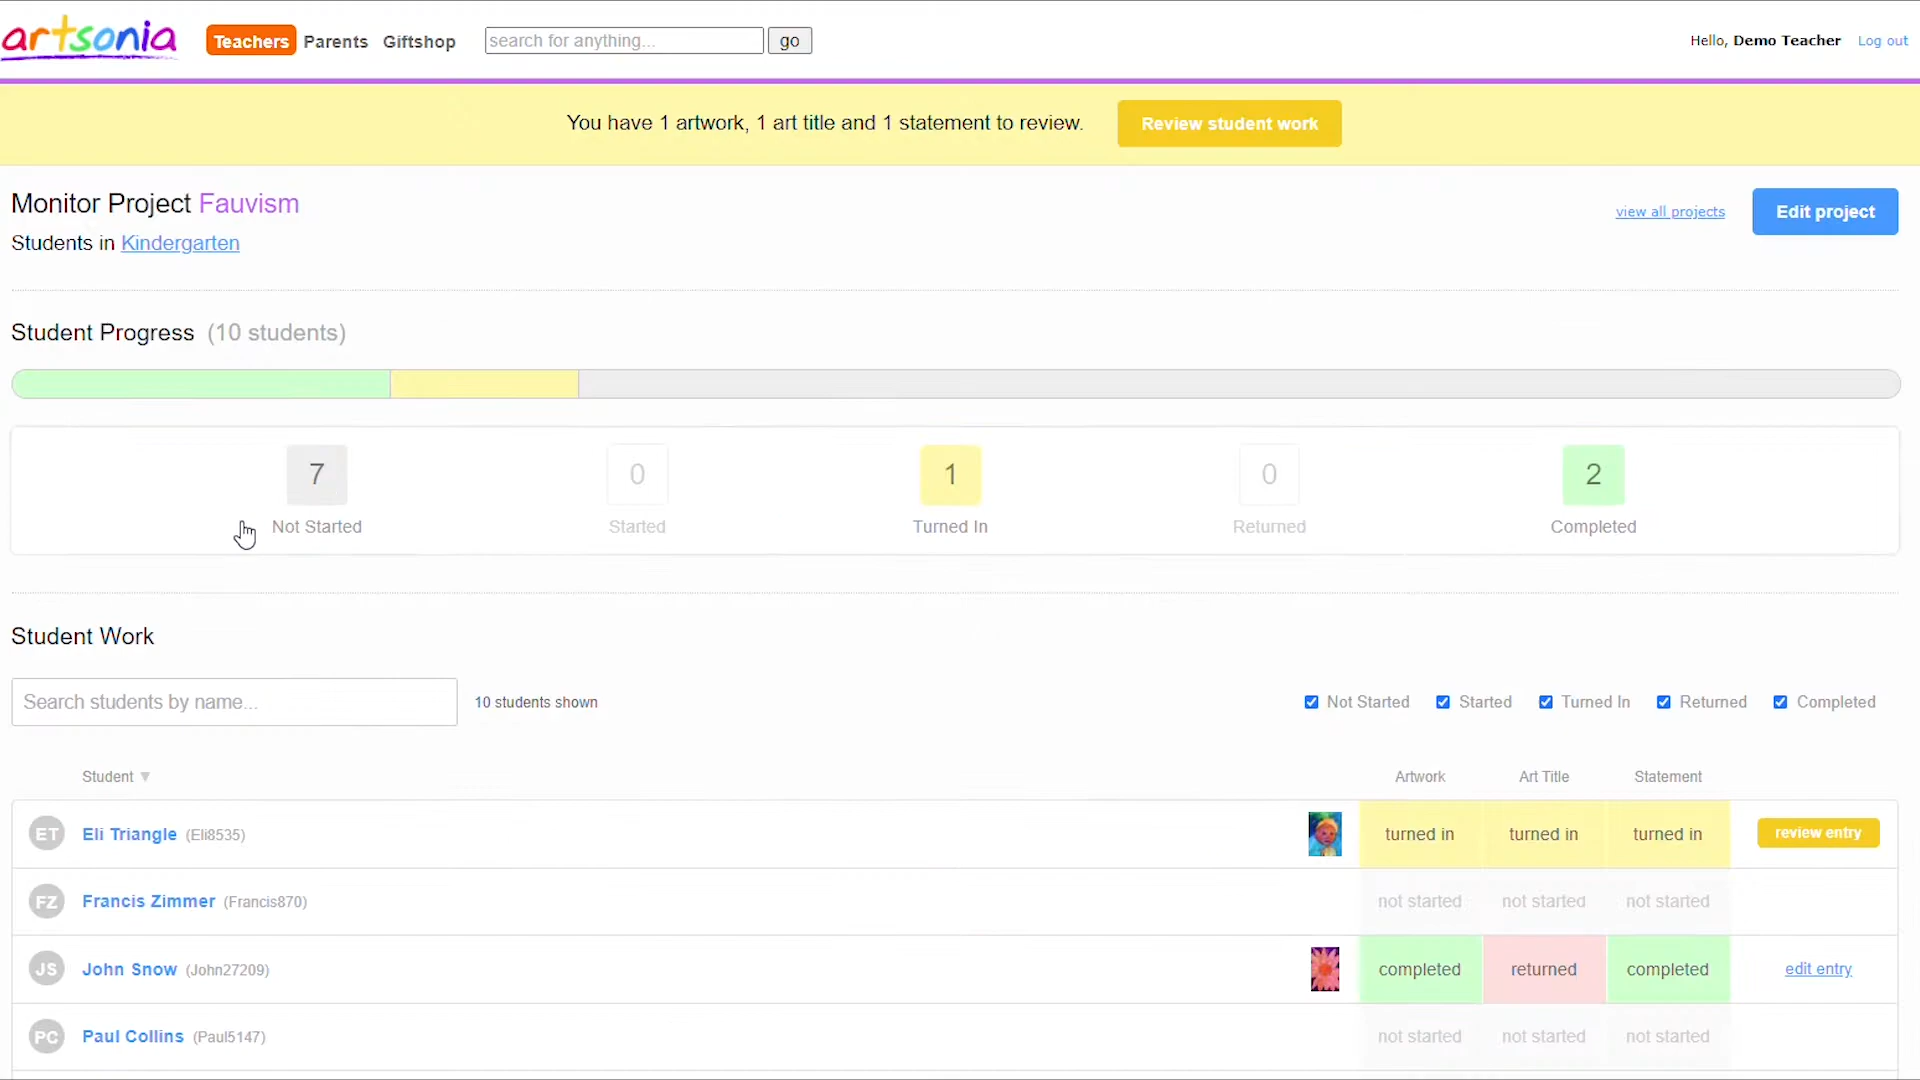 artsonia Teachers Parents Giftshop search for anything... go Hello, Demo Teacher Log out
You have 1 artwork, 1 art title and 1 statement to review. Review student work
Monitor Project Fauvism view all projects Edit project
Students in Kindergarten
Student Progress (10 students)
7 0 1 0 2
Not Started Started Turned In Returned Completed
Student Work
Search students by name... 10 students shown Not Started Started Turned In Returned Completed
Student ▼ Artwork Art Title Statement
ET Eli Triangle (Eli8535) turned in turned in turned in review entry
FZ Francis Zimmer (Francis870) not started not started not started
JS John Snow (John27209) completed returned completed edit entry
PC Paul Collins (Paul5147) not started not started not started